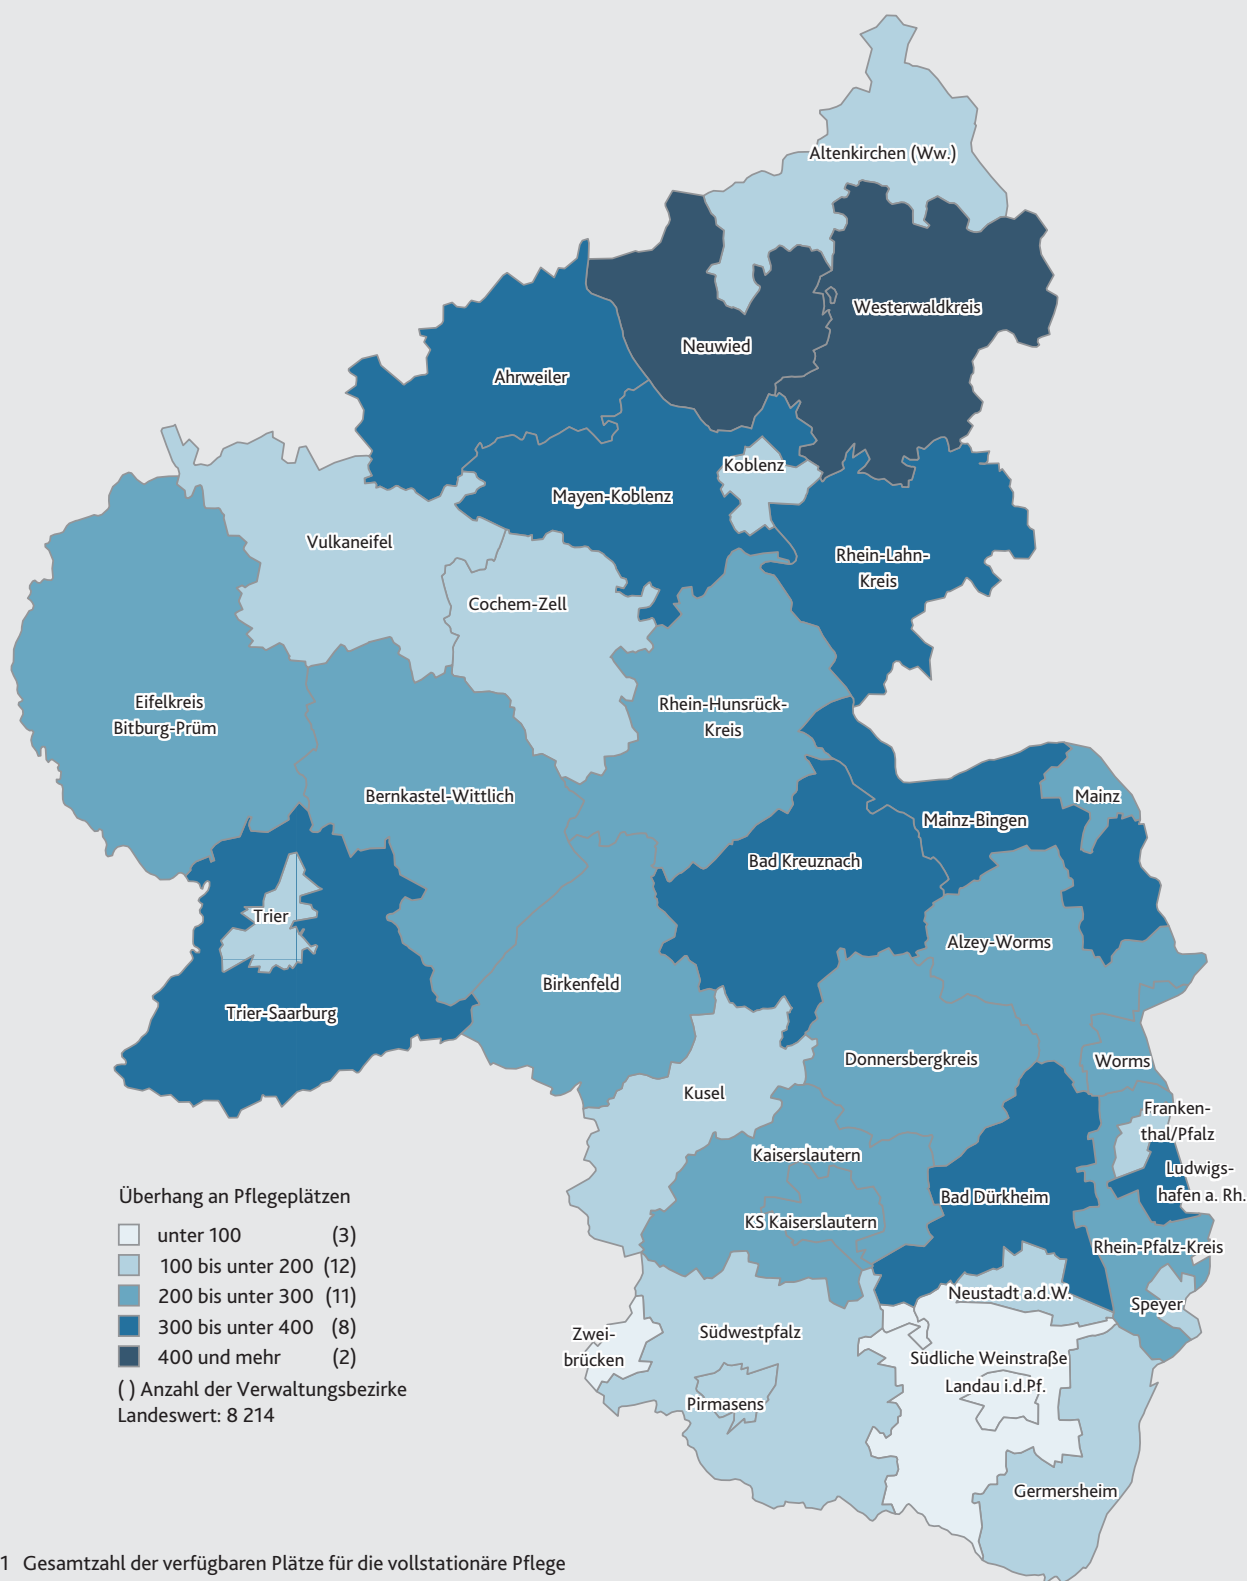 Altenkirchen (Ww.)
Westerwaldkreis
Neuwied
Ahrweiler
Koblenz
Mayen-Koblenz
Vulkaneifel
Rhein-Lahn-
Kreis
Cochem-Zell
Eifelkreis
Bitburg-Prüm
Rhein-Hunsrück-
Kreis
Bernkastel-Wittlich
Mainz
Mainz-Bingen
Bad Kreuznach
Trier
Alzey-Worms
Birkenfeld
Trier-Saarburg
Donnersbergkreis
Worms
Kusel
Franken-
thal/Pfalz
Kaiserslautern
Ludwigs-
hafen a. Rh.
Bad Dürkheim
KS Kaiserslautern
Rhein-Pfalz-Kreis
Neustadt a.d.W.
Speyer
Zwei-
brücken
Südwestpfalz
Südliche Weinstraße
Landau i.d.Pf.
Pirmasens
Germersheim
Überhang an Pflegeplätzen
unter 100 (3)
100 bis unter 200 (12)
200 bis unter 300 (11)
300 bis unter 400 (8)
400 und mehr (2)
( ) Anzahl der Verwaltungsbezirke
Landeswert: 8 214
1 Gesamtzahl der verfügbaren Plätze für die vollstationäre Pflege